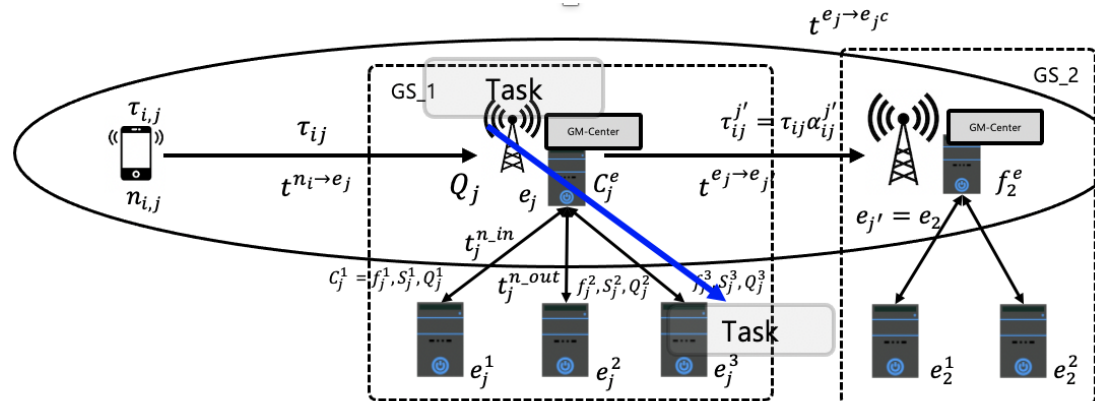 t^{e_j→e_{j^c}}
GS_1
Task
GS_2
τ_{i,j}
τ_{ij}
GM-Center
τ_{ij}^{j'} = τ_{ij}α_{ij}^{j'}
GM-Center
n_{i,j}
t^{n_i→e_j}
Q_j
e_j
C_j^e
t^{e_j→e_{j'}}
f_2^e
e_{j'} = e_2
t_j^{n_in}
C_j^1 = f_j^1, S_j^1, Q_j^1
t_j^{n_out}
f_j^2, S_j^2, Q_j^2
f_j^3, S_j^3, Q_j^3
Task
e_j^1
e_j^2
e_j^3
e_2^1
e_2^2